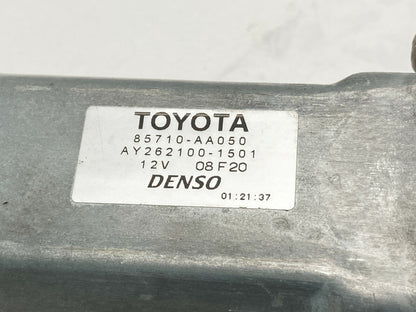 TOYOTA
85710-AA050
AY262100-1501
12V 08F20
DENSO
01:21:37